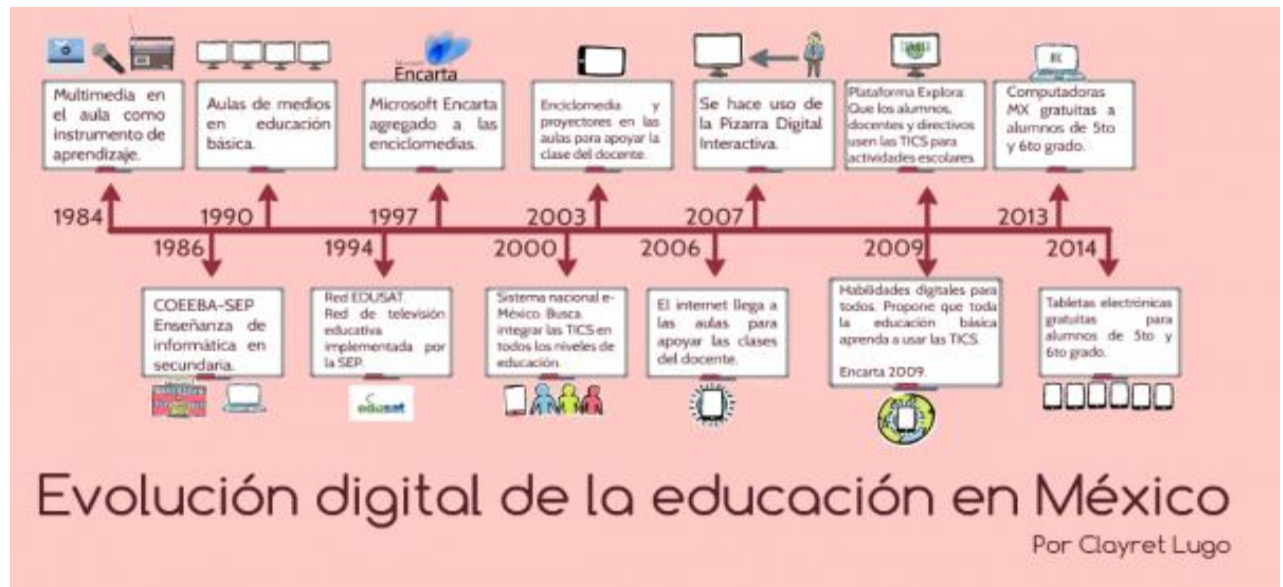 Microsoft
Encarta
Multimedia en
el aula como
instrumento de
aprendizaje.
Aulas de medios
en educación
básica.
Microsoft Encarta
agregado a las
enciclomedias.
Enciclomedia y
proyectores en las
aulas para apoyar la
clase del docente.
Se hace uso de
la Pizarra Digital
Interactiva.
Plataforma Explora:
Que los alumnos,
docentes y directivos
usen las TICS para
actividades escolares.
MX
Computadoras
MX gratuitas a
alumnos de 5to
y 6to grado.
1984
1990
1997
2003
2007
2013
1986
1994
2000
2006
2009
2014
COEEBA-SEP
Enseñanza de
informática en
secundaria.
Red EDUSAT
Red de televisión
educativa
implementada por
la SEP.
edusat
Sistema nacional e-
México. Busca
integrar las TICS en
todos los niveles de
educación.
El internet llega a
las aulas para
apoyar las clases
del docente.
Habilidades digitales para
todos. Propone que toda
la educación básica
aprenda a usar las TICS.
Encarta 2009.
Tabletas electrónicas
gratuitas para
alumnos de 5to y
6to grado.
Evolución digital de la educación en México
Por Clayret Lugo